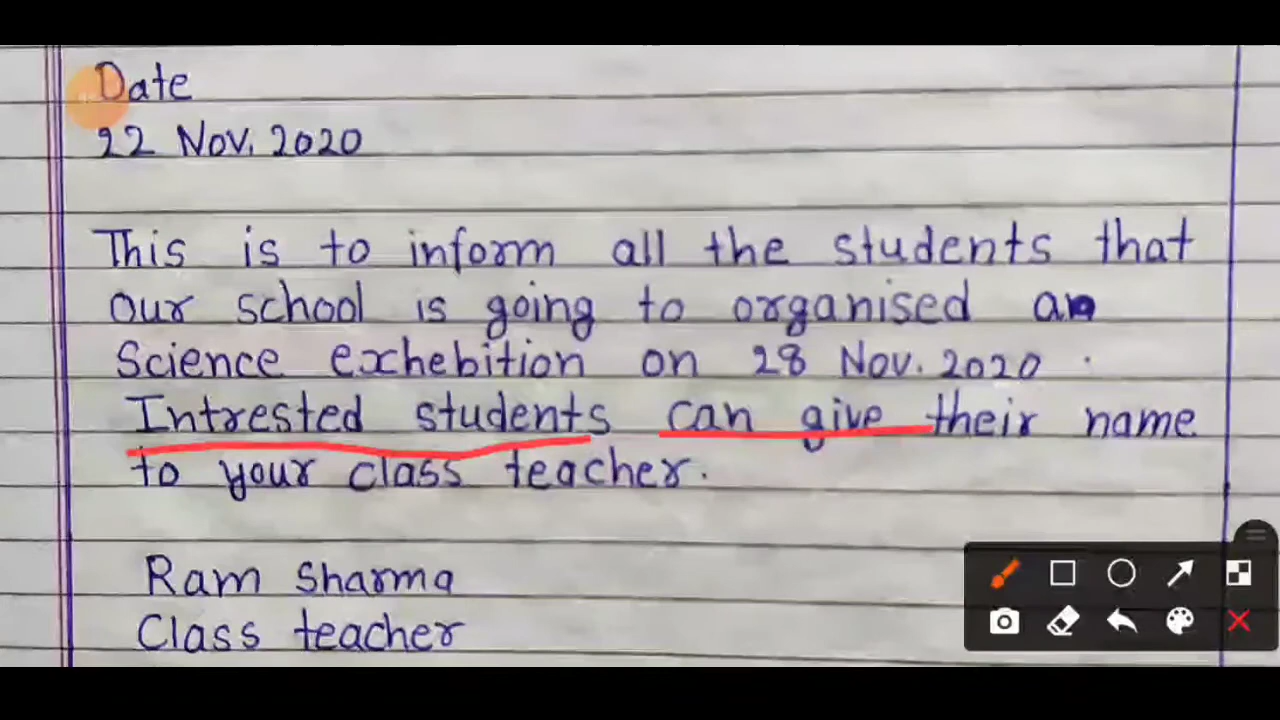 Date
22 Nov. 2020
This is to inform all the students that
our school is going to organised an
Science exhebition on 28 Nov. 2020
Intrested students can give their name
to your class teacher.
Ram Sharma
Class teacher